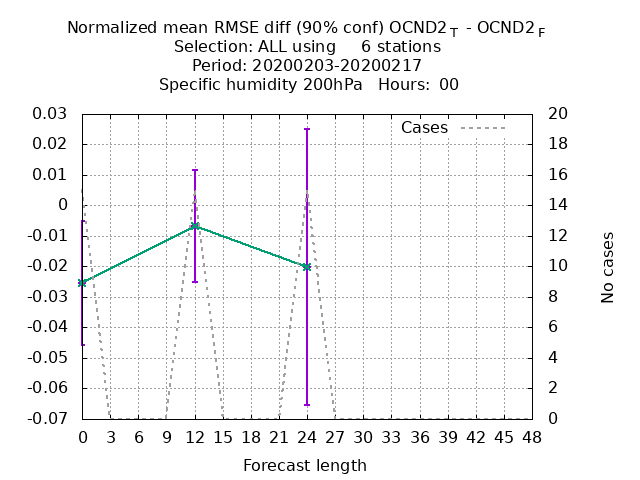 Normalized mean RMSE diff (90% conf) OCND2 T - OCND2 F
Selection: ALL using 6 stations
Period: 20200203-20200217
Specific humidity 200hPa Hours: 00
Cases
0.03
0.02
0.01
0
-0.01
-0.02
-0.03
-0.04
-0.05
-0.06
-0.07
20
18
16
14
12
10
8
6
4
2
0
No cases
0 3 6 9 12 15 18 21 24 27 30 33 36 39 42 45 48
Forecast length